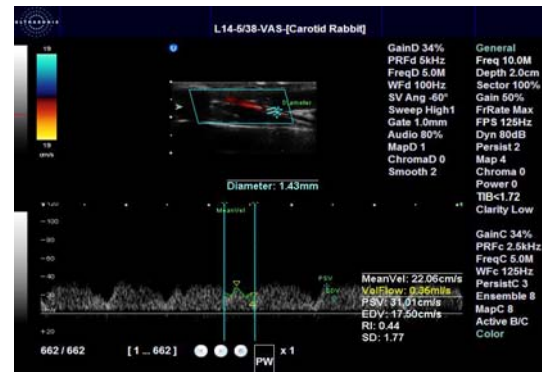 ULTRASONIX
L14-5/38-VAS-[Carotid Rabbit]
19
19
cm/s
Diameter
Diameter: 1.43mm
GainD 34%
PRFd 5kHz
FreqD 5.0M
WFd 100Hz
SV Ang -60°
Sweep High1
Gate 1.0mm
Audio 80%
MapD 1
ChromaD 0
Smooth 2
General
Freq 10.0M
Depth 2.0cm
Sector 100%
Gain 50%
FrRate Max
FPS 125Hz
Dyn 80dB
Persist 2
Map 4
Chroma 0
Power 0
TIB<1.72
Clarity Low
GainC 34%
PRFc 2.5kHz
FreqC 5.0M
WFc 125Hz
PersistC 3
Ensemble 8
MapC 8
Active B/C
Color
MeanVel
-100
-80
-60
-40
+20
PSV
EDV
MeanVel: 22.06cm/s
VolFlow: 0.36ml/s
PSV: 31.01cm/s
EDV: 17.50cm/s
RI: 0.44
SD: 1.77
662 / 662
[ 1 ... 662 ]
x 1
PW